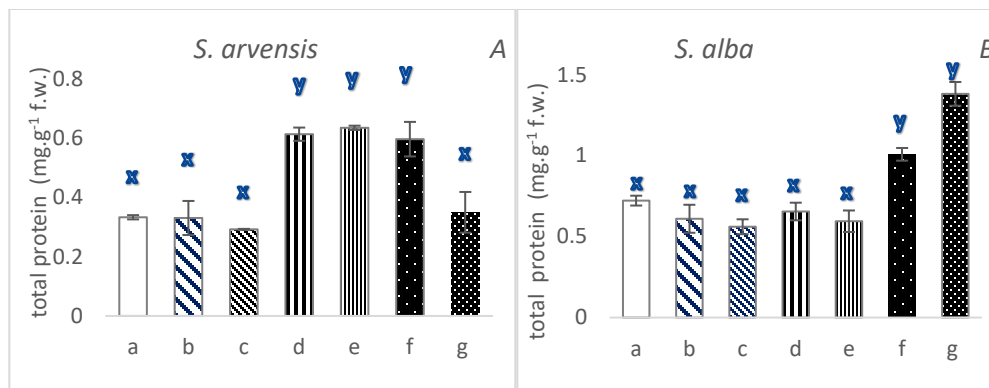 S. arvensis A
total protein (mg.g⁻¹ f.w.)
0.8
0.6
0.4
0.2
0
x x x y y y x
a b c d e f g
S. alba
total protein (mg.g⁻¹ f.w.)
1.5
1
0.5
0
x x x x x y y
a b c d e f g